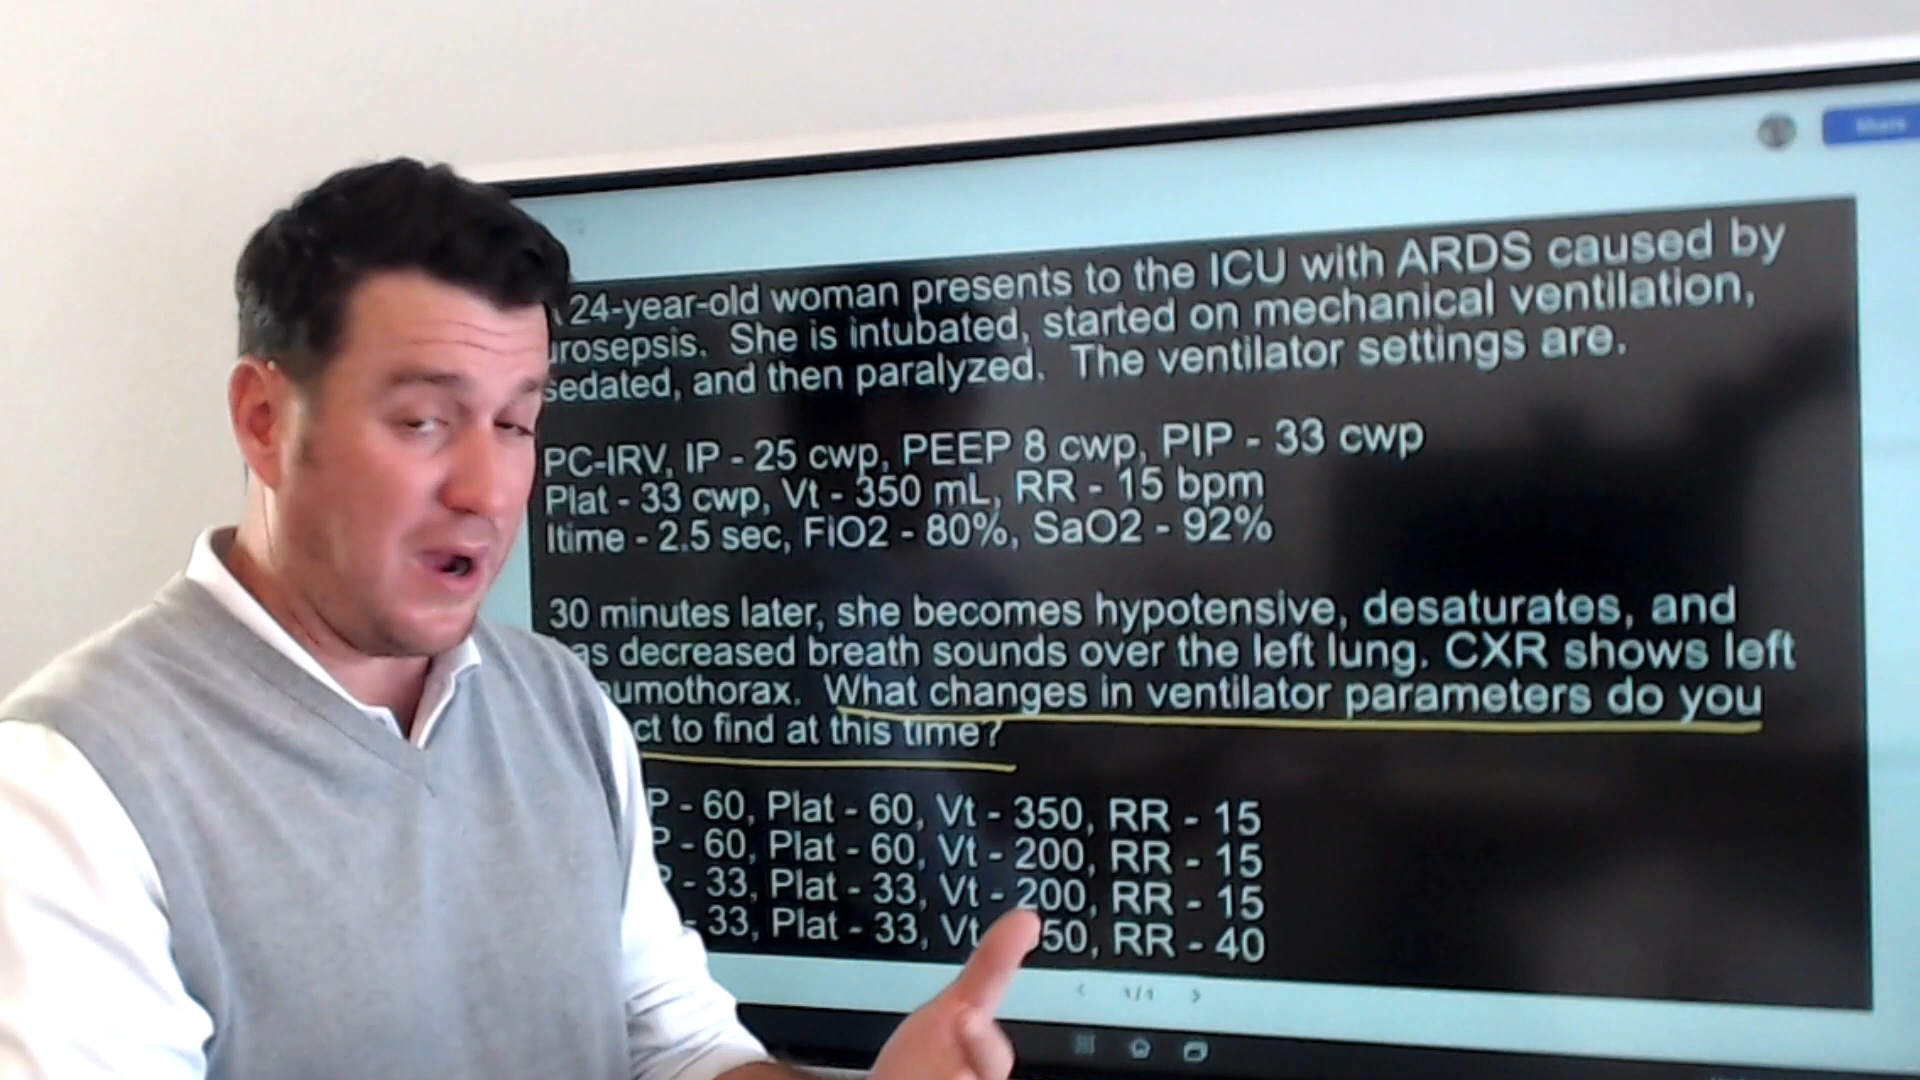 Share
24-year-old woman presents to the ICU with ARDS caused by
urosepsis. She is intubated, started on mechanical ventilation,
sedated, and then paralyzed. The ventilator settings are.
PC-IRV, IP - 25 cwp, PEEP 8 cwp, PIP - 33 cwp
Plat - 33 cwp, Vt - 350 mL, RR - 15 bpm
Itime - 2.5 sec, FiO2 - 80%, SaO2 - 92%
30 minutes later, she becomes hypotensive, desaturates, and
as decreased breath sounds over the left lung. CXR shows left
umothorax. What changes in ventilator parameters do you
ct to find at this time?
P - 60, Plat - 60, Vt - 350, RR - 15
P - 60, Plat - 60, Vt - 200, RR - 15
P - 33, Plat - 33, Vt - 200, RR - 15
- 33, Plat - 33, Vt 50, RR - 40
1/1